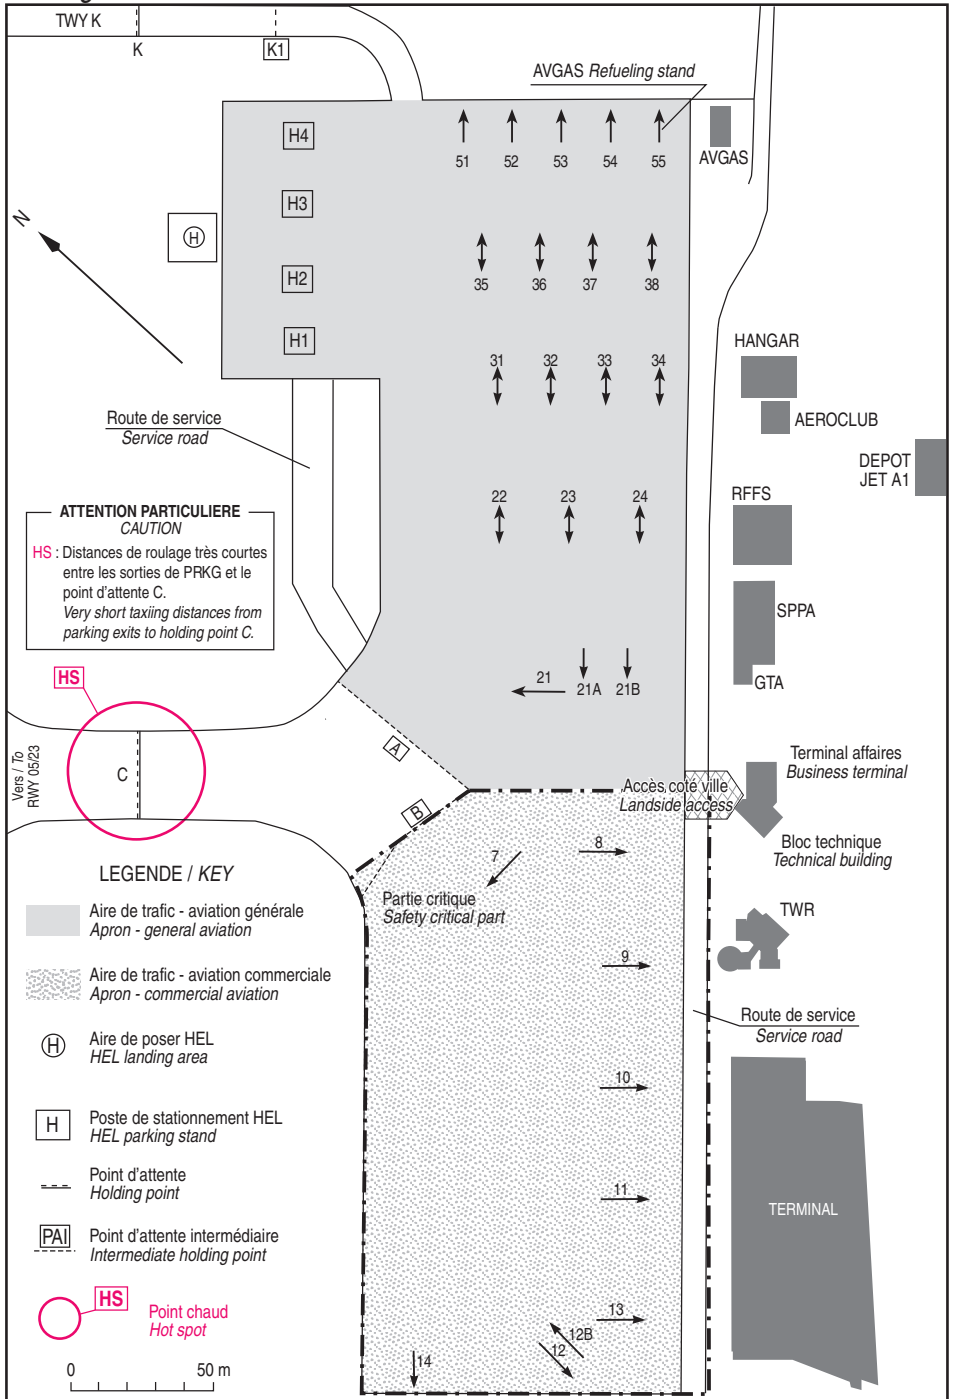 TWY K
K
K1
AVGAS Refueling stand
H4
51
52
53
54
55
AVGAS
H3
N
H
H2
35
36
37
38
H1
31
32
33
34
HANGAR
AEROCLUB
Route de service
Service road
DEPOT
JET A1
22
23
24
RFFS
ATTENTION PARTICULIERE
CAUTION
HS : Distances de roulage très courtes
entre les sorties de PRKG et le
point d'attente C.
Very short taxiing distances from
parking exits to holding point C.
SPPA
GTA
HS
21
21A
21B
Vers / To
RWY 05/23
C
A
B
Terminal affaires
Business terminal
Accès coté ville
Landside access
Bloc technique
Technical building
7
8
Partie critique
Safety critical part
TWR
9
Route de service
Service road
10
11
TERMINAL
13
12B
12
14
LEGENDE / KEY
Aire de trafic - aviation générale
Apron - general aviation
Aire de trafic - aviation commerciale
Apron - commercial aviation
H
Aire de poser HEL
HEL landing area
H
Poste de stationnement HEL
HEL parking stand
Point d'attente
Holding point
PAI
Point d'attente intermédiaire
Intermediate holding point
HS
Point chaud
Hot spot
0
50 m